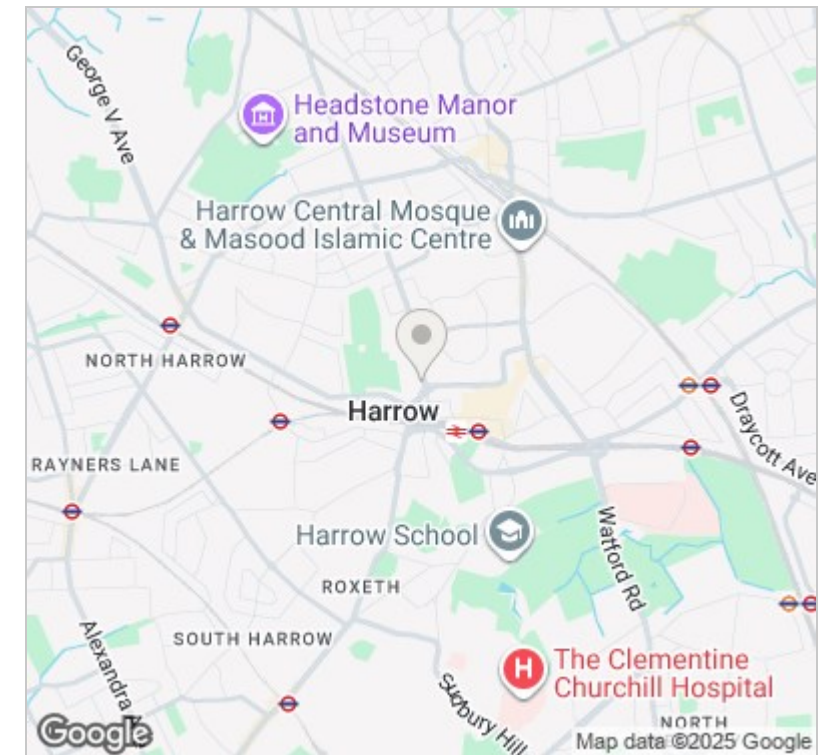 George V Ave
Headstone Manor
and Museum
Harrow Central Mosque
& Masood Islamic Centre
NORTH HARROW
Harrow
Draycott Ave
RAYNERS LANE
Harrow School
Watford Rd
ROXETH
SOUTH HARROW
Alexandra
H
The Clementine
Churchill Hospital
Sudbury Hill
NORTH
Google
Map data ©2025 Google